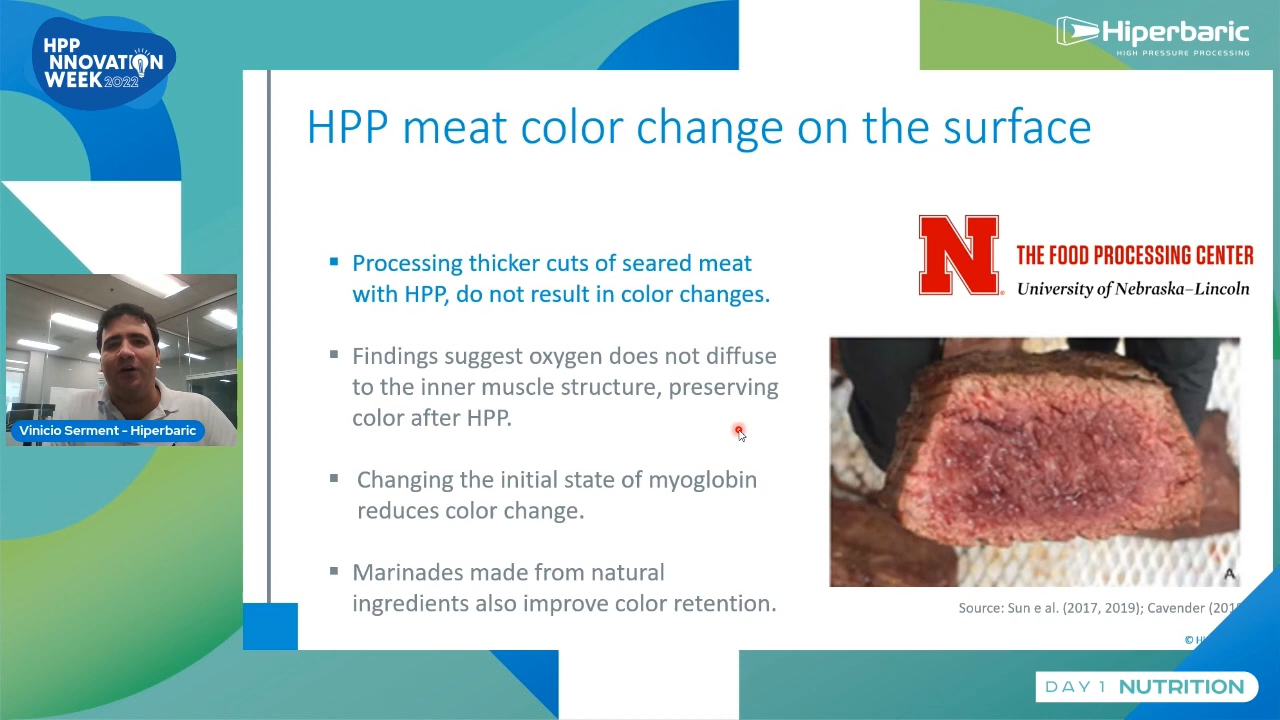 HPP
NNOVATION
WEEK 2022
Hiperbaric
HIGH PRESSURE PROCESSING
HPP meat color change on the surface
▪ Processing thicker cuts of seared meat
with HPP, do not result in color changes.
▪ Findings suggest oxygen does not diffuse
to the inner muscle structure, preserving
color after HPP.
▪ Changing the initial state of myoglobin
reduces color change.
▪ Marinades made from natural
ingredients also improve color retention.
N
THE FOOD PROCESSING CENTER
University of Nebraska–Lincoln
A
Source: Sun e al. (2017, 2019); Cavender
©
Vinicio Serment - Hiperbaric
DAY 1 NUTRITION